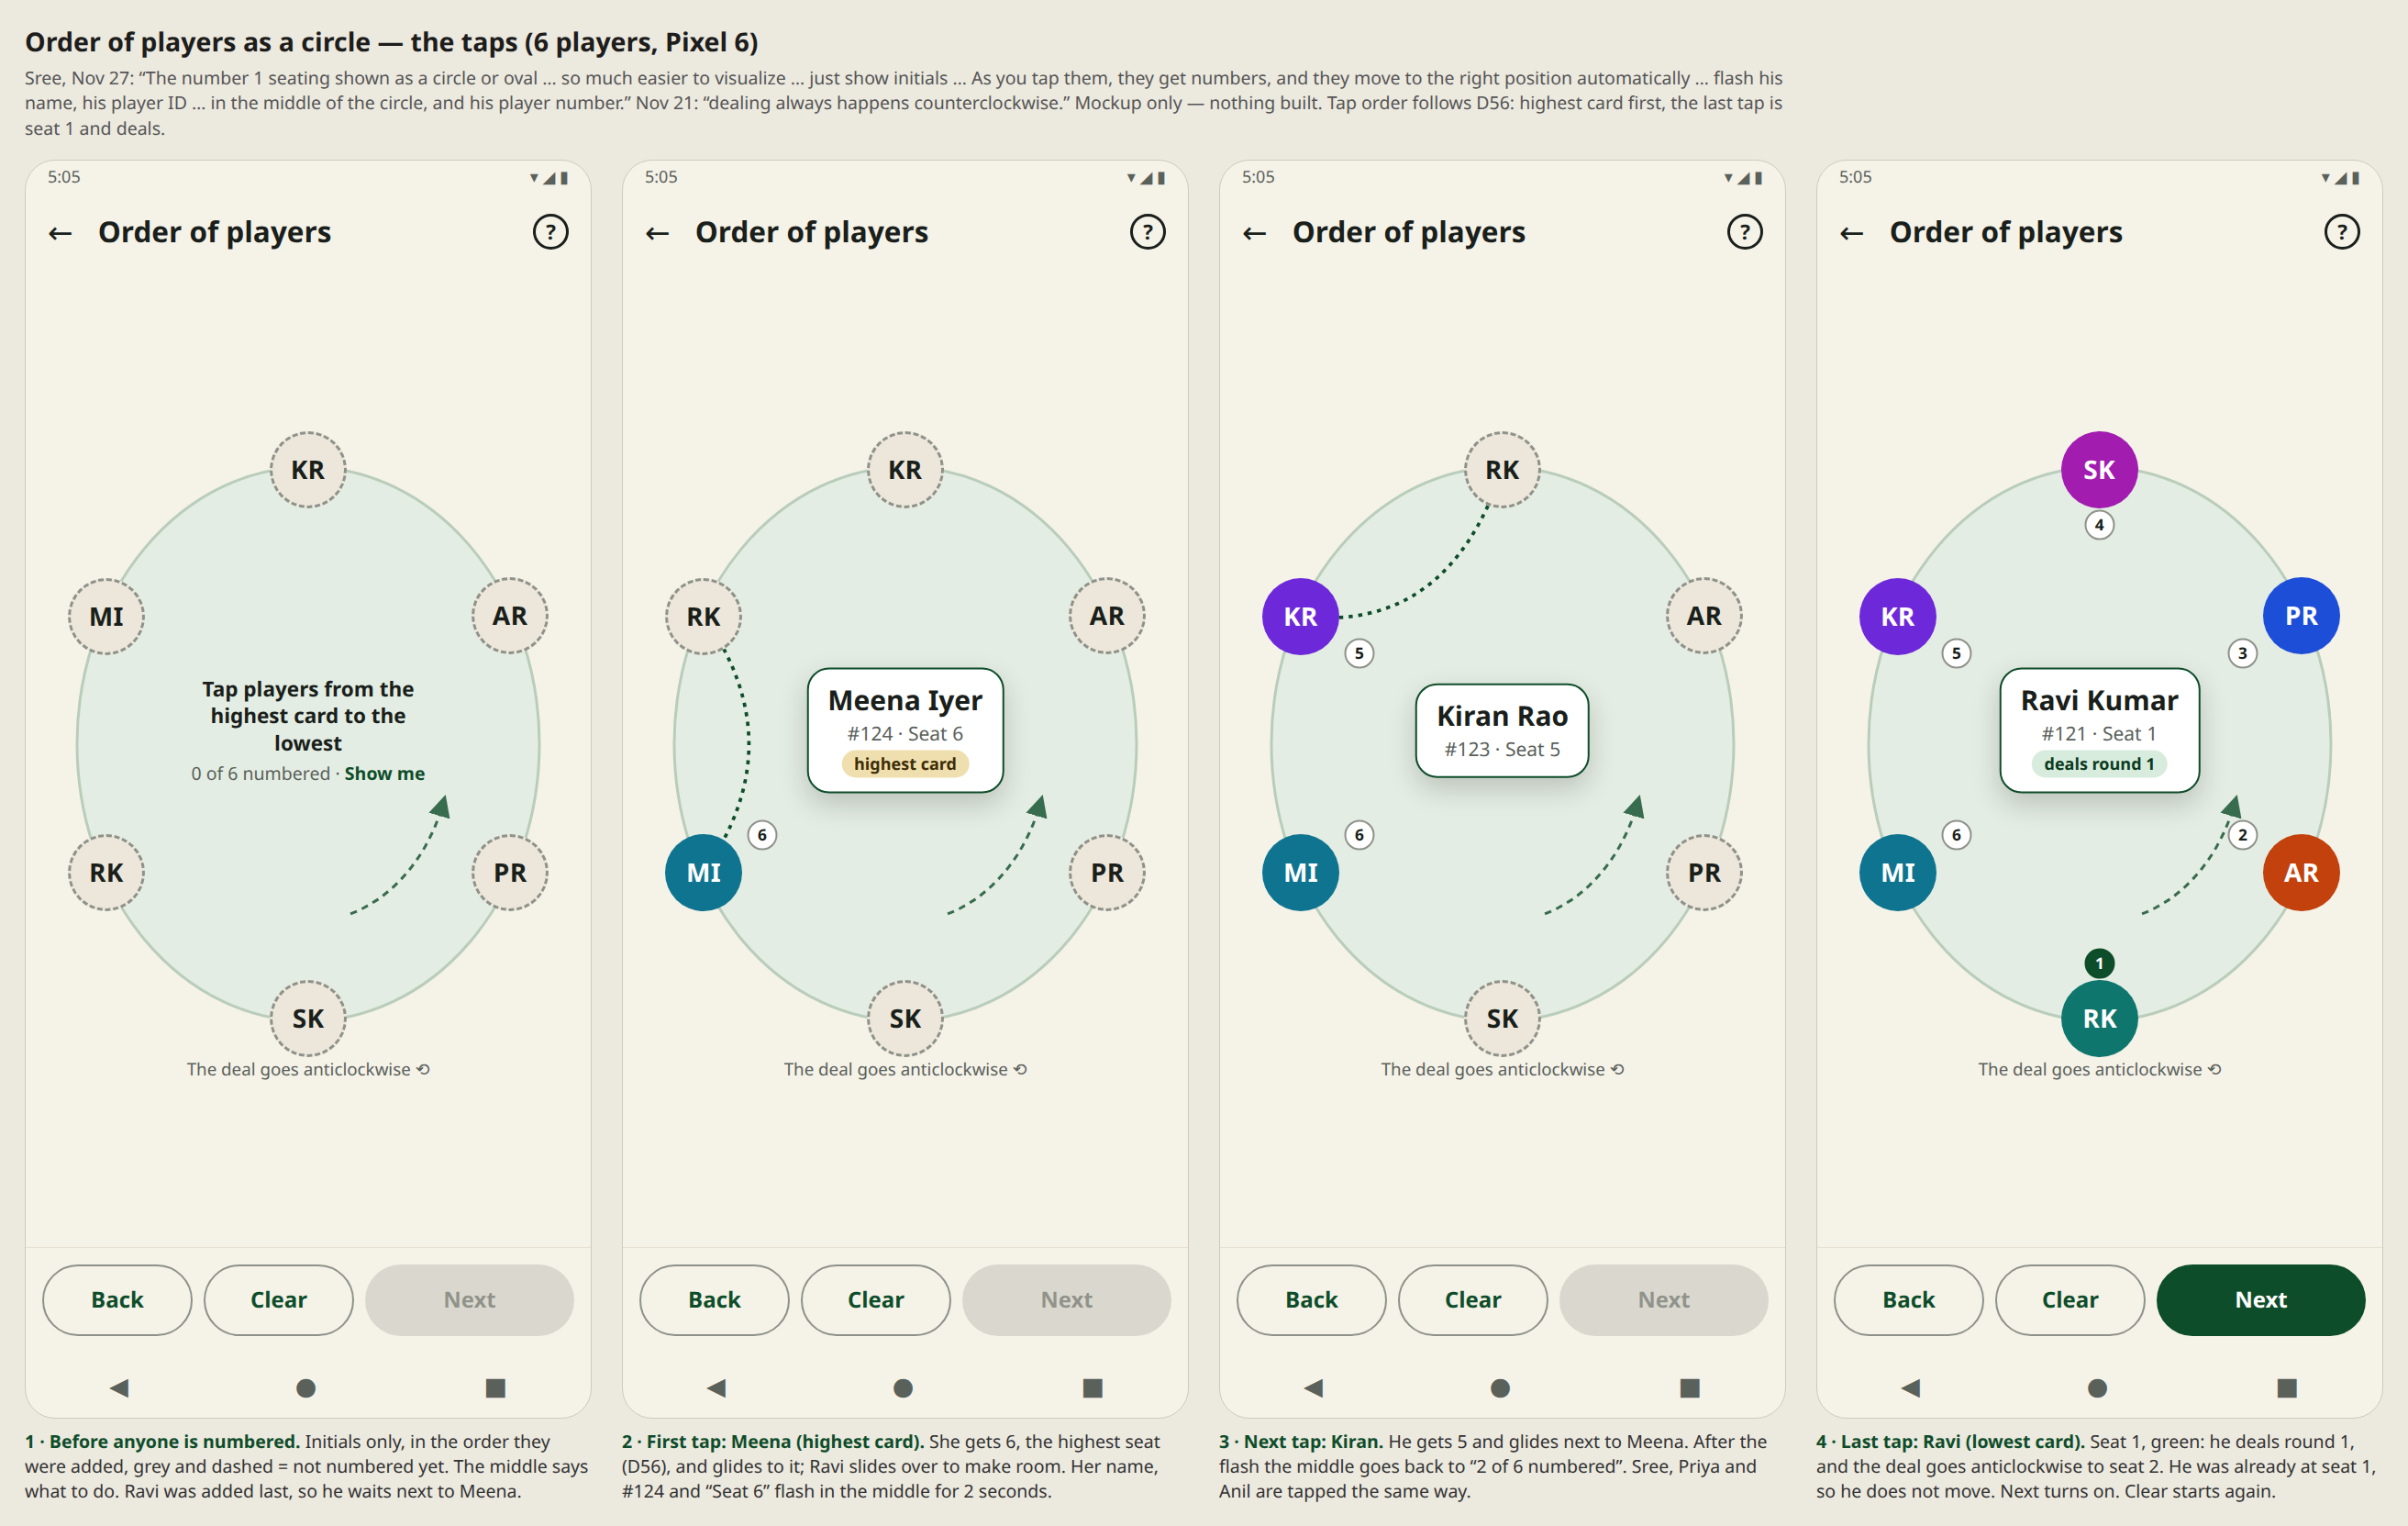 Order of players as a circle — the taps (6 players, Pixel 6)
Sree, Nov 27: “The number 1 seating shown as a circle or oval … so much easier to visualize … just show initials … As you tap them, they get numbers, and they move to the right position automatically … flash his
name, his player ID … in the middle of the circle, and his player number.” Nov 21: “dealing always happens counterclockwise.” Mockup only — nothing built. Tap order follows D56: highest card first, the last tap is
seat 1 and deals.
5:05
← Order of players ?
KR
MI
AR
Tap players from the
highest card to the
lowest
0 of 6 numbered · Show me
RK
PR
SK
The deal goes anticlockwise ⟲
Back Clear Next
1 · Before anyone is numbered. Initials only, in the order they
were added, grey and dashed = not numbered yet. The middle says
what to do. Ravi was added last, so he waits next to Meena.
5:05
← Order of players ?
KR
RK
AR
Meena Iyer
#124 · Seat 6
highest card
6
MI
PR
SK
The deal goes anticlockwise ⟲
Back Clear Next
2 · First tap: Meena (highest card). She gets 6, the highest seat
(D56), and glides to it; Ravi slides over to make room. Her name,
#124 and “Seat 6” flash in the middle for 2 seconds.
5:05
← Order of players ?
RK
KR
AR
5
Kiran Rao
#123 · Seat 5
6
MI
PR
SK
The deal goes anticlockwise ⟲
Back Clear Next
3 · Next tap: Kiran. He gets 5 and glides next to Meena. After the
flash the middle goes back to “2 of 6 numbered”. Sree, Priya and
Anil are tapped the same way.
5:05
← Order of players ?
SK
4
KR
PR
5
3
Ravi Kumar
#121 · Seat 1
deals round 1
6
2
MI
AR
1
RK
The deal goes anticlockwise ⟲
Back Clear Next
4 · Last tap: Ravi (lowest card). Seat 1, green: he deals round 1,
and the deal goes anticlockwise to seat 2. He was already at seat 1,
so he does not move. Next turns on. Clear starts again.